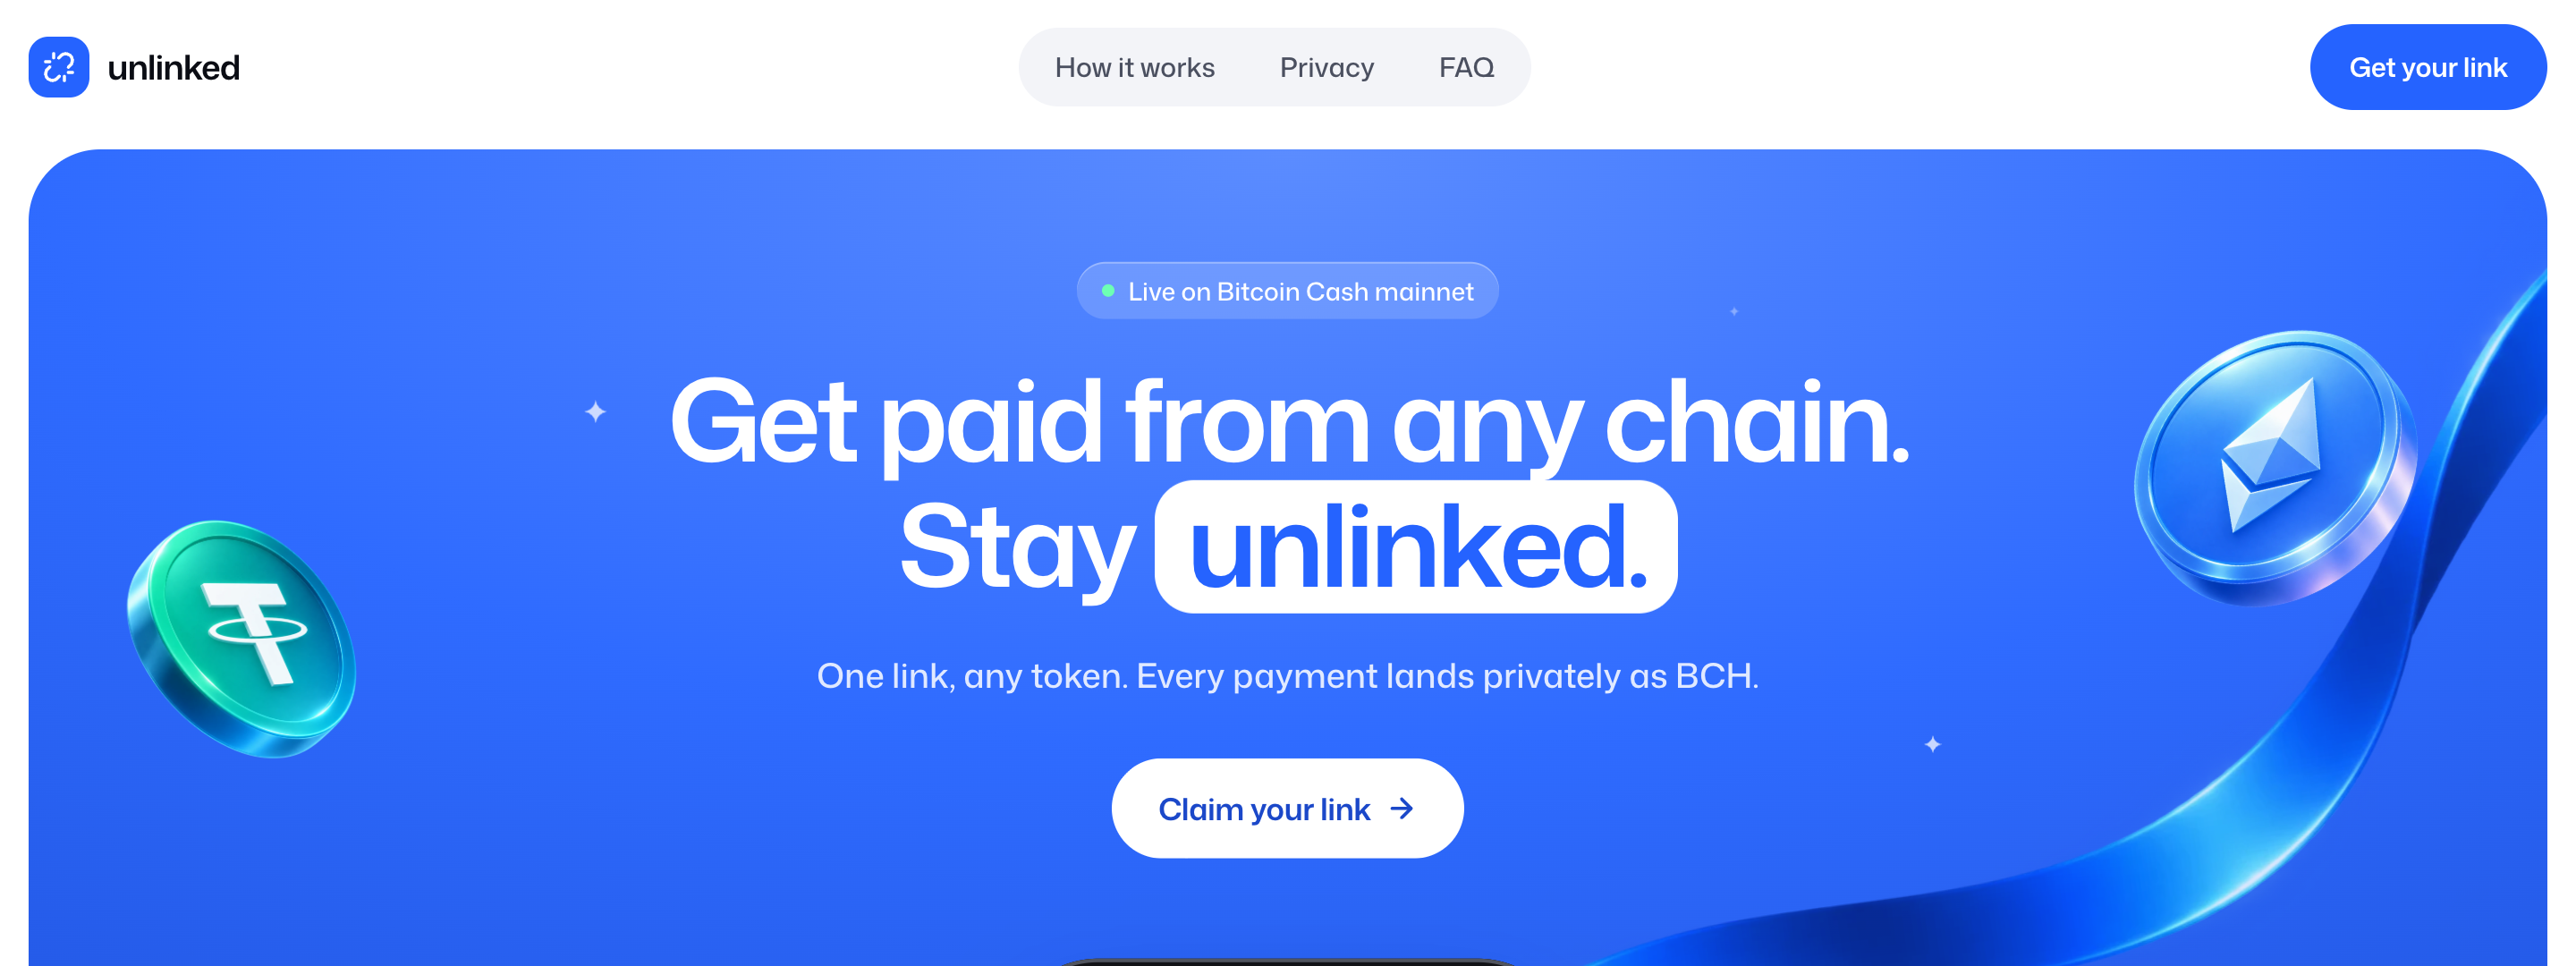 unlinked
How it works
Privacy
FAQ
Get your link
Live on Bitcoin Cash mainnet
Get paid from any chain.
Stay unlinked.
One link, any token. Every payment lands privately as BCH.
Claim your link →